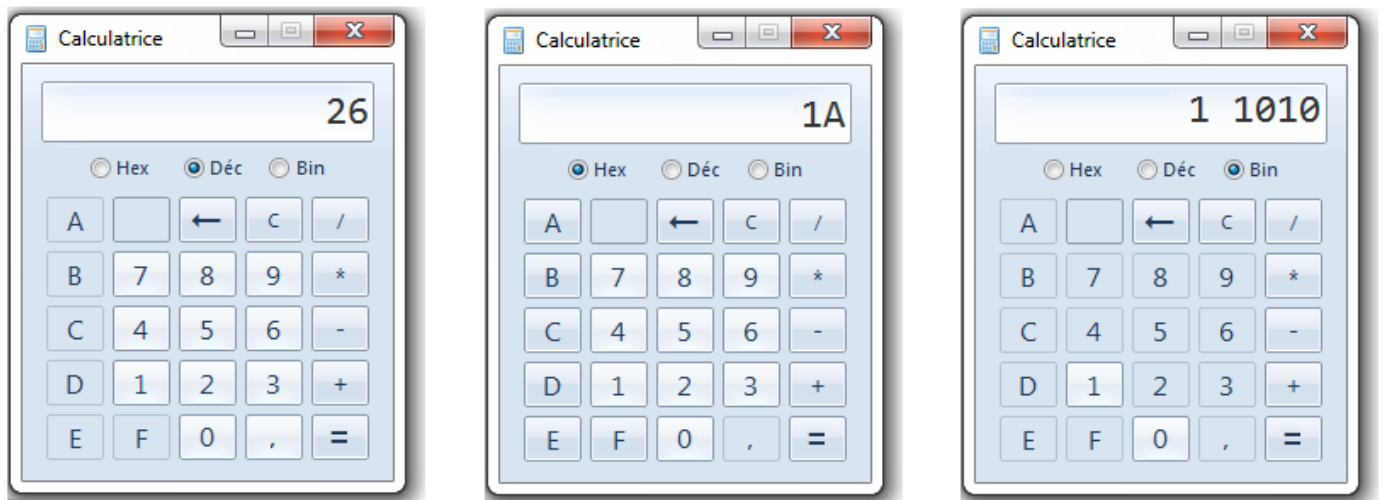 Calculatrice
26
Hex Déc Bin
A ← C /
B 7 8 9 *
C 4 5 6 -
D 1 2 3 +
E F 0 , =
Calculatrice
1A
Hex Déc Bin
A ← C /
B 7 8 9 *
C 4 5 6 -
D 1 2 3 +
E F 0 , =
Calculatrice
1 1010
Hex Déc Bin
A ← C /
B 7 8 9 *
C 4 5 6 -
D 1 2 3 +
E F 0 , =